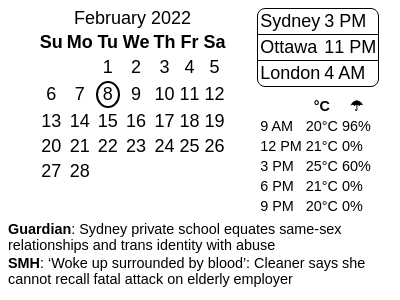 February 2022
Su Mo Tu We Th Fr Sa
1 2 3 4 5
6 7 8 9 10 11 12
13 14 15 16 17 18 19
20 21 22 23 24 25 26
27 28
Sydney 3 PM
Ottawa 11 PM
London 4 AM
°C ☂
9 AM 20°C 96%
12 PM 21°C 0%
3 PM 25°C 60%
6 PM 21°C 0%
9 PM 20°C 0%
Guardian: Sydney private school equates same-sex
relationships and trans identity with abuse
SMH: ‘Woke up surrounded by blood’: Cleaner says she
cannot recall fatal attack on elderly employer